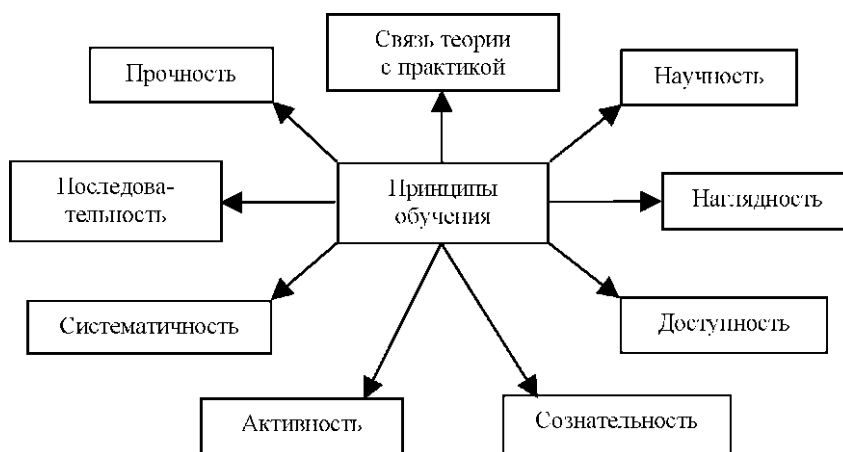 Связь теории
с практикой
Прочность
Научность
Последова-
тельность
Принципы
обучения
Наглядность
Систематичность
Доступность
Активность
Сознательность